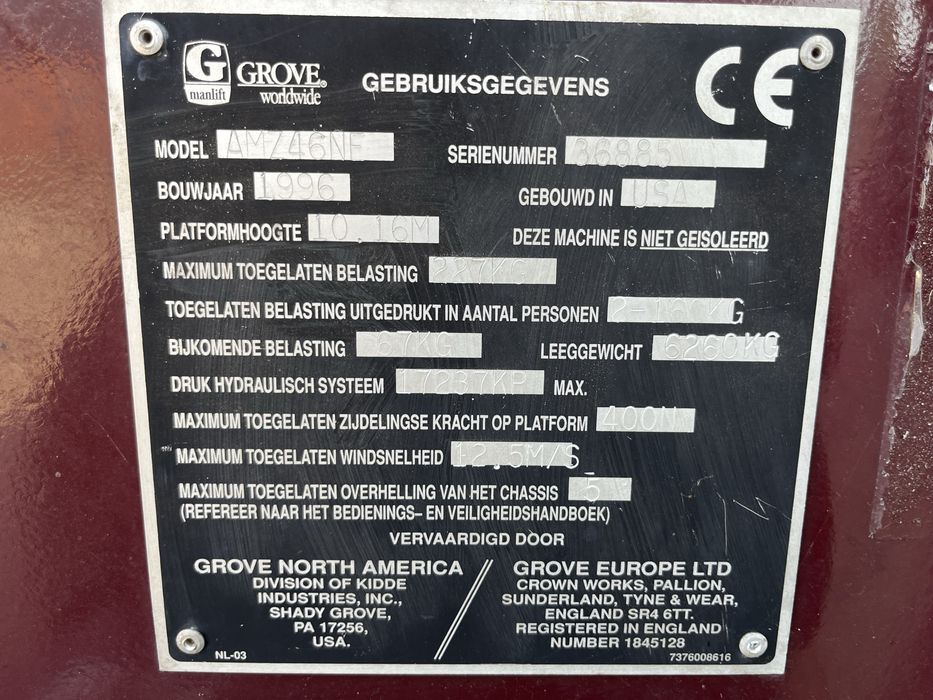 G
manlift
GROVE®
worldwide
GEBRUIKSGEGEVENS
CE
MODEL AMZ46NE SERIENUMMER 36885
BOUWJAAR 1996 GEBOUWD IN USA
PLATFORMHOOGTE 10.16M DEZE MACHINE IS NIET GEISOLEERD
MAXIMUM TOEGELATEN BELASTING 227KG
TOEGELATEN BELASTING UITGEDRUKT IN AANTAL PERSONEN
BIJKOMENDE BELASTING 67KG LEEGGEWICHT 6260KG
DRUK HYDRAULISCH SYSTEEM MAX.
MAXIMUM TOEGELATEN ZIJDELINGSE KRACHT OP PLATFORM 400N
MAXIMUM TOEGELATEN WINDSNELHEID 12.5M/S
MAXIMUM TOEGELATEN OVERHELLING VAN HET CHASSIS 5°
(REFEREER NAAR HET BEDIENINGS- EN VEILIGHEIDSHANDBOEK)
VERVAARDIGD DOOR
GROVE NORTH AMERICA
DIVISION OF KIDDE
INDUSTRIES, INC.,
SHADY GROVE,
PA 17256,
USA.
GROVE EUROPE LTD
CROWN WORKS, PALLION,
SUNDERLAND, TYNE & WEAR,
ENGLAND SR4 6TT.
REGISTERED IN ENGLAND
NUMBER 1845128
NL-03
7376008616